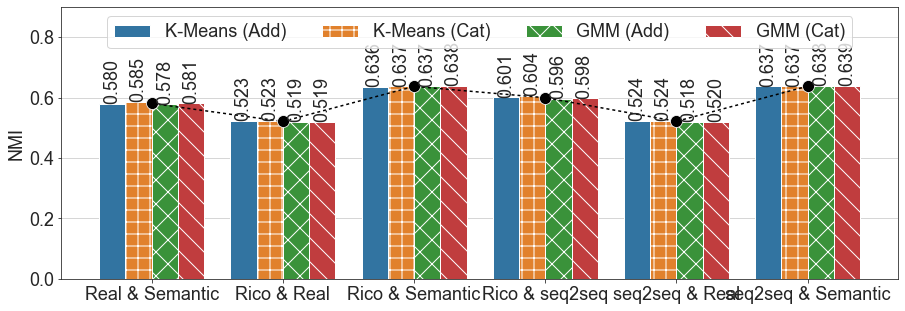 K-Means (Add) K-Means (Cat) GMM (Add) GMM (Cat)
NMI
0.8
0.6
0.4
0.2
0.0
0.580 0.585 0.578 0.581
0.523 0.523 0.519 0.519
0.636 0.637 0.637 0.638
0.601 0.604 0.596 0.598
0.524 0.524 0.518 0.520
0.637 0.637 0.638 0.639
Real & Semantic Rico & Real Rico & Semantic Rico & seq2seq seq2seq & Real seq2seq & Semantic